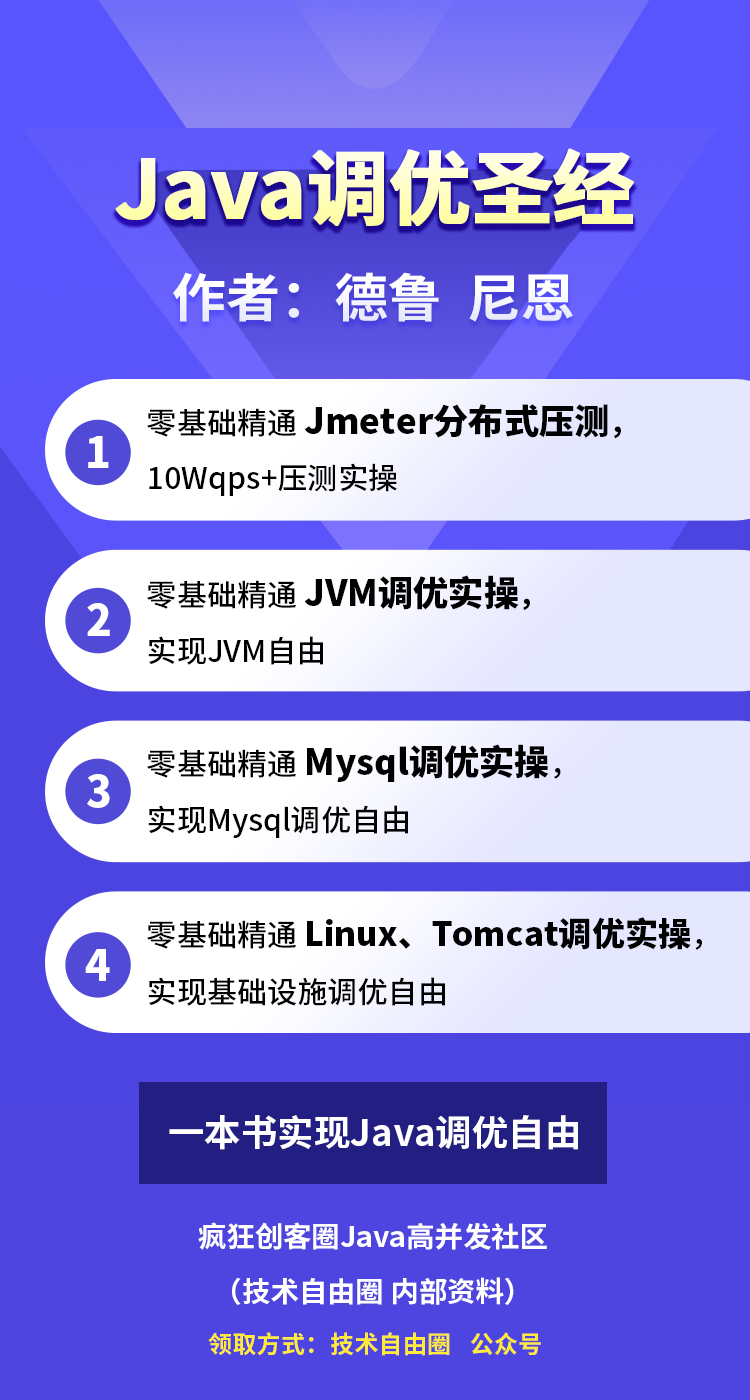 Java调优圣经
作者：德鲁 尼恩
1
零基础精通 Jmeter分布式压测，
10Wqps+压测实操
2
零基础精通 JVM调优实操，
实现JVM自由
3
零基础精通 Mysql调优实操，
实现Mysql调优自由
4
零基础精通 Linux、Tomcat调优实操，
实现基础设施调优自由
一本书实现Java调优自由
疯狂创客圈Java高并发社区
（技术自由圈 内部资料）
领取方式：技术自由圈 公众号